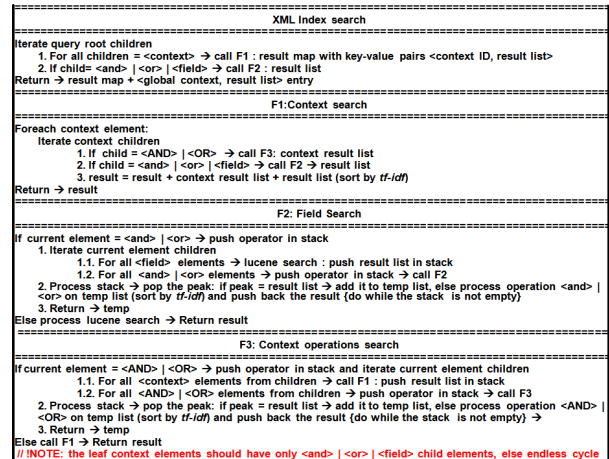 XML Index search
Iterate query root children
1. For all children = <context> → call F1 : result map with key-value pairs <context ID, result list>
2. If child= <and> | <or> | <field> → call F2 : result list
Return → result map + <global context, result list> entry
F1:Context search
Foreach context element:
Iterate context children
1. If child = <AND> | <OR> → call F3: context result list
2. If child = <and> | <or> | <field> → call F2 → result list
3. result = result + context result list + result list (sort by tf-idf)
Return → result
F2: Field Search
If current element = <and> | <or> → push operator in stack
1. Iterate current element children
1.1. For all <field> elements → lucene search : push result list in stack
1.2. For all <and> | <or> elements → push operator in stack → call F2
2. Process stack → pop the peak: if peak = result list → add it to temp list, else process operation <and> |
<or> on temp list (sort by tf-idf) and push back the result {do while the stack is not empty}
3. Return → temp
Else process lucene search → Return result
F3: Context operations search
If current element = <AND> | <OR> → push operator in stack and iterate current element children
1.1. For all <context> elements from children → call F1 : push result list in stack
1.2. For all <AND> | <OR> elements from children → push operator in stack → call F3
2. Process stack → pop the peak: if peak = result list → add it to temp list, else process operation <AND> |
<OR> on temp list (sort by tf-idf) and push back the result {do while the stack is not empty} →
3. Return → temp
Else call F1 → Return result
// !NOTE: the leaf context elements should have only <and> | <or> | <field> child elements, else endless cycle